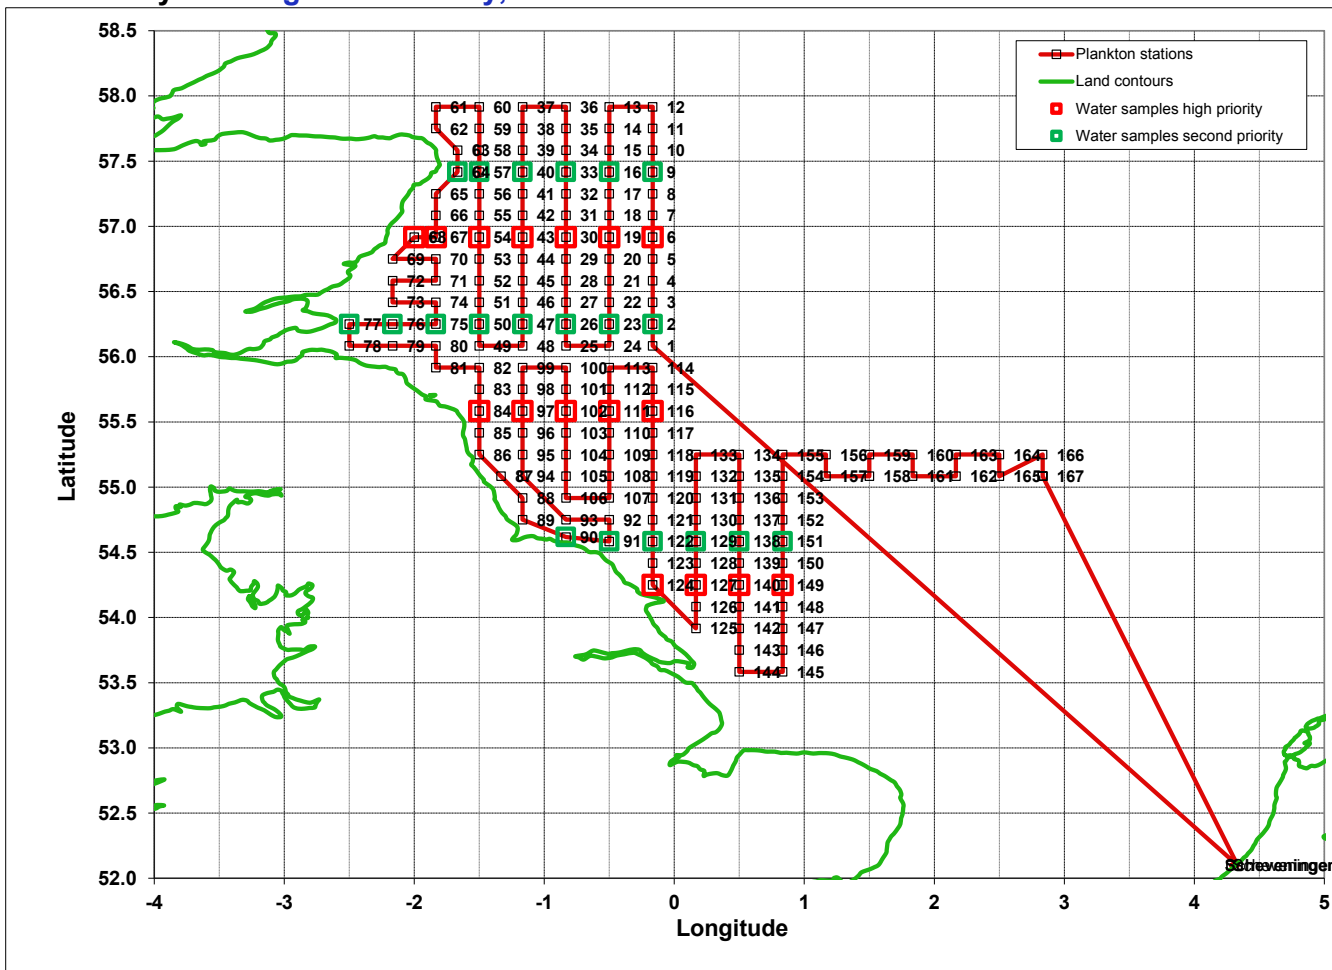 58.5
Plankton stations
Land contours
Water samples high priority
Water samples second priority
58.0
61 60 37 36 13 12
62 59 38 35 14 11
63 58 39 34 15 10
57.5
64 57 40 33 16 9
65 56 41 32 17 8
66 55 42 31 18 7
57.0
68 67 54 43 30 19 6
69 70 53 44 29 20 5
72 71 52 45 28 21 4
56.5
73 74 51 46 27 22 3
77 76 75 50 47 26 23 2
78 79 80 49 48 25 24 1
56.0
81 82 99 100 113 114
83 98 101 112 115
84 97 102 111 116
55.5
85 96 103 110 117
86 95 104 109 118 133 134 155 156 159 160 163 164 166
87 94 105 108 119 132 135 154 157 158 161 162 165 167
55.0
88 106 107 120 131 136 153
89 93 92 121 130 137 152
90 91 122 129 138 151
54.5
123 128 139 150
124 127 140 149
126 141 148
54.0
125 142 147
143 146
144 145
53.5
53.0
52.5
52.0
-4 -3 -2 -1 0 1 2 3 4 5
Latitude
Longitude